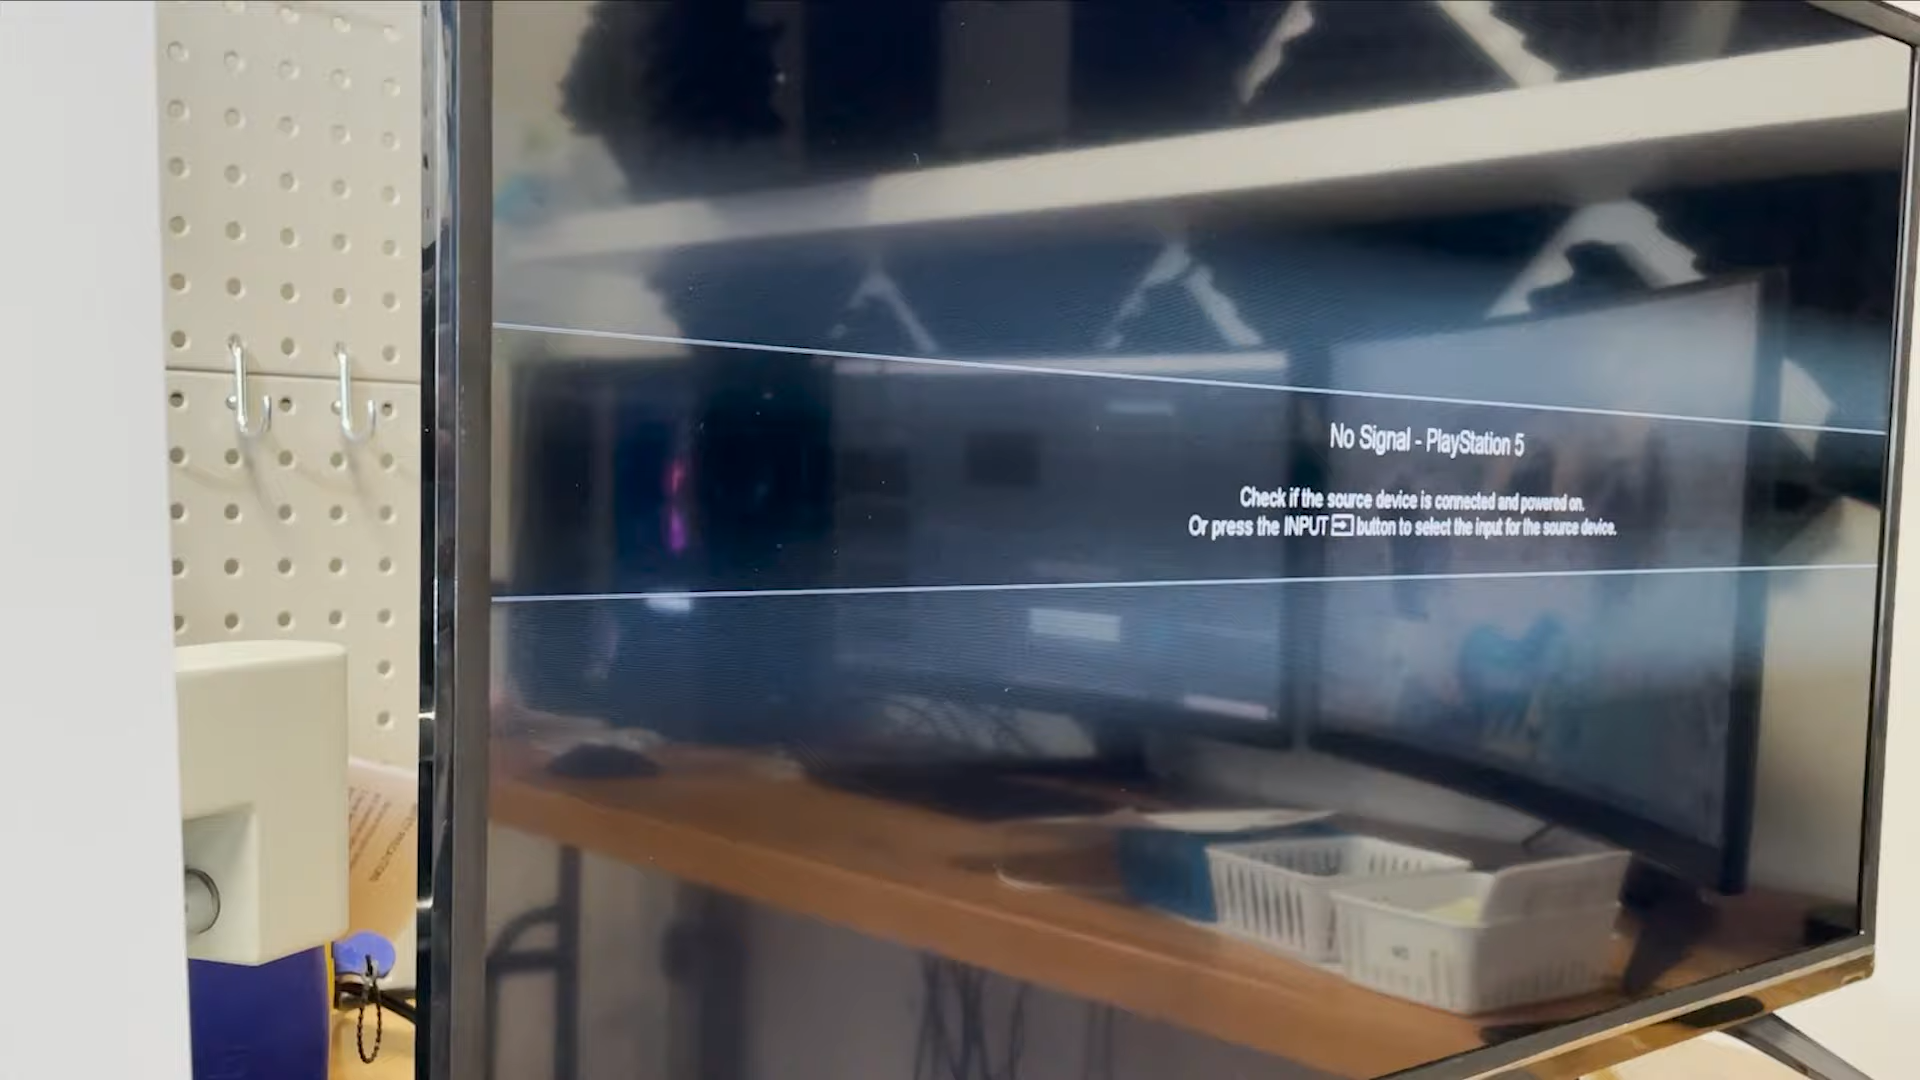 No Signal - PlayStation 5
Check if the source device is connected and powered on.
Or press the INPUT button to select the input for the source device.